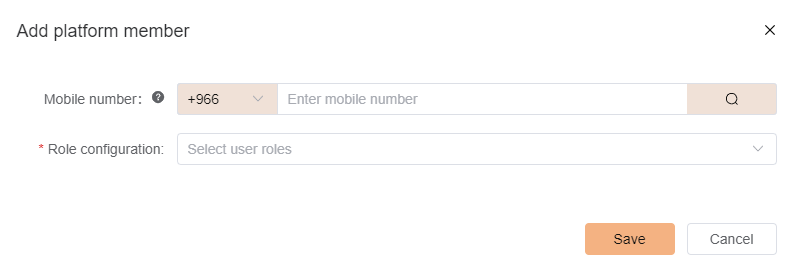 Add platform member
Mobile number: ? +966 Enter mobile number
* Role configuration: Select user roles
Save Cancel